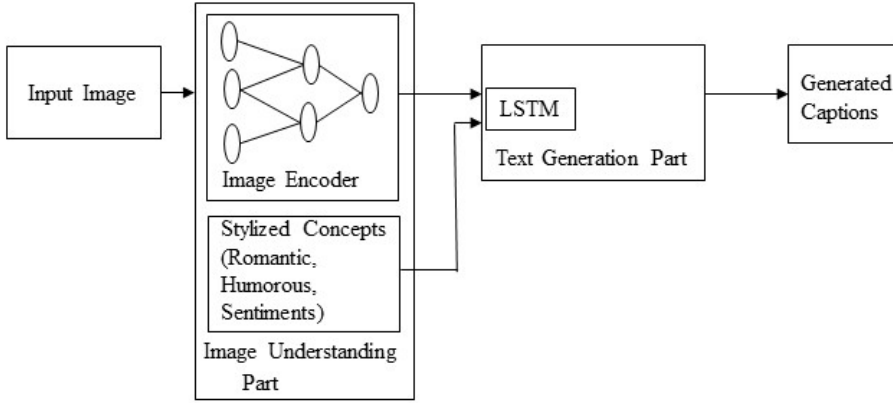 Input Image
Image Encoder
Stylized Concepts
(Romantic,
Humorous,
Sentiments)
Image Understanding
Part
LSTM
Text Generation Part
Generated
Captions